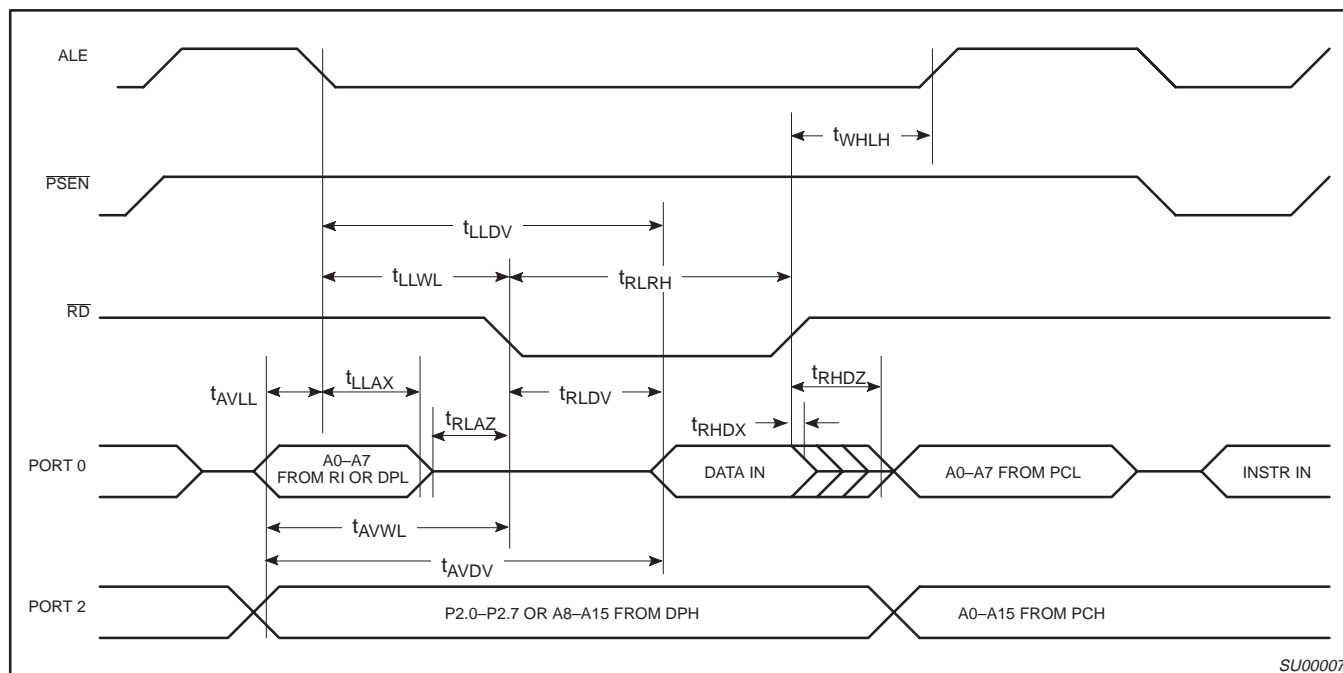 ALE
tWHLH
PSEN
tLLDV
tLLWL
tRLRH
RD
tAVLL
tLLAX
tRLAZ
tRLDV
tRHDZ
tRHDX
PORT 0
A0–A7
FROM RI OR DPL
DATA IN
A0–A7 FROM PCL
INSTR IN
tAVWL
tAVDV
PORT 2
P2.0–P2.7 OR A8–A15 FROM DPH
A0–A15 FROM PCH
SU00007